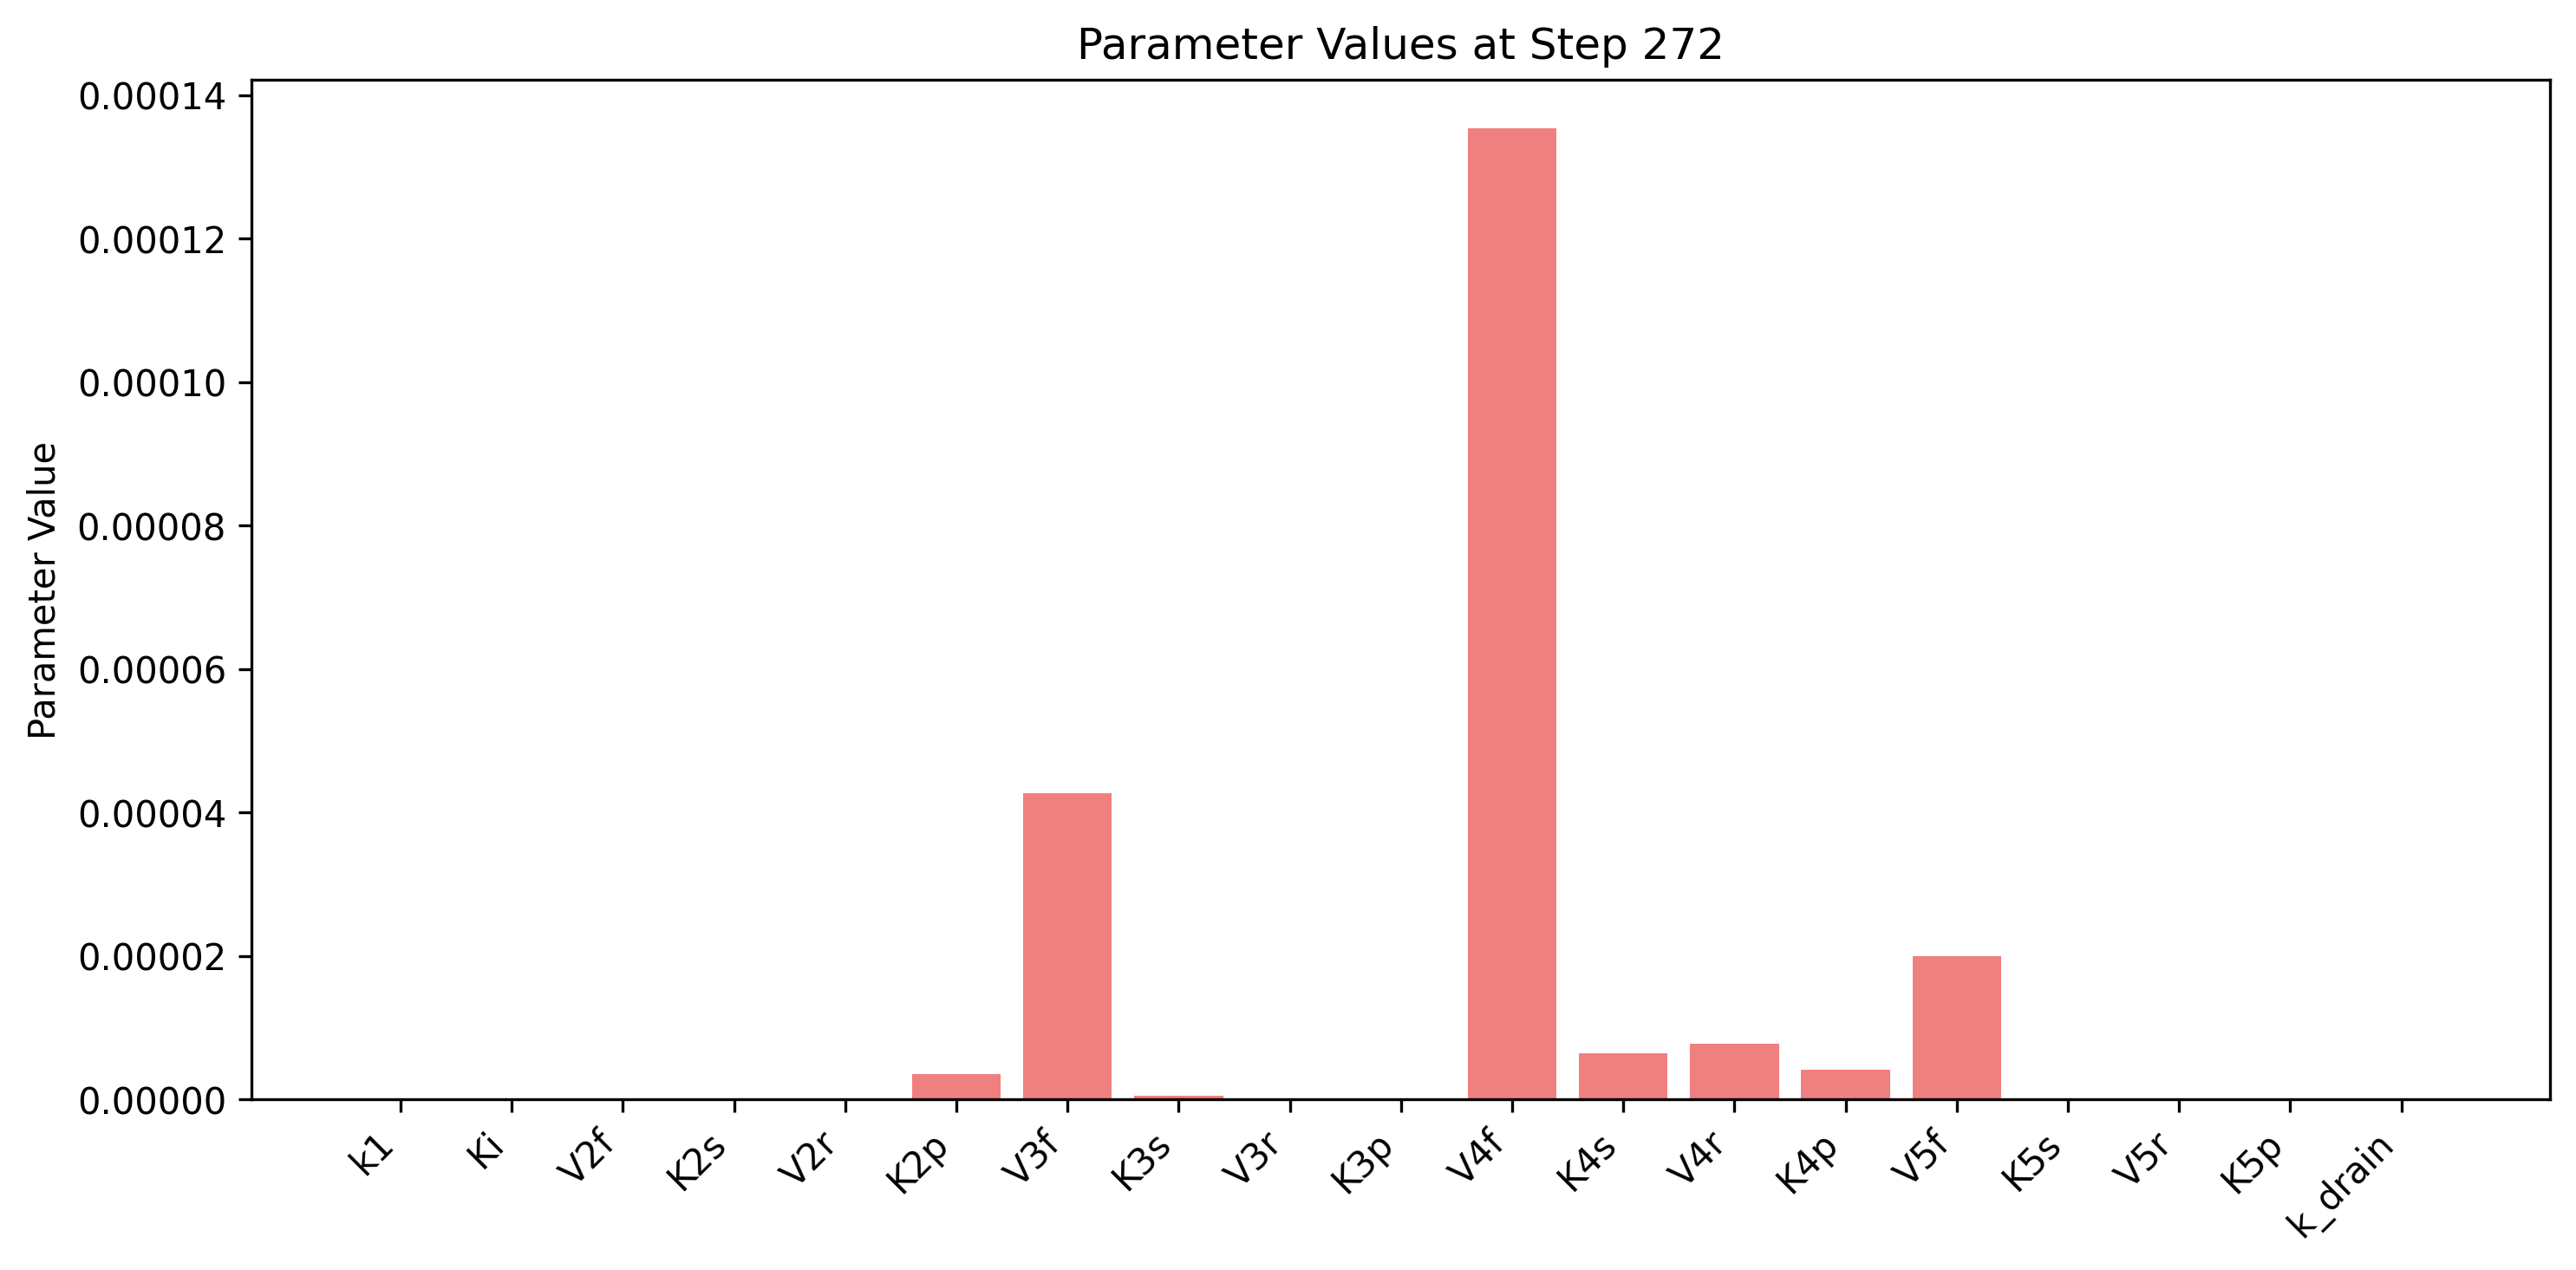 Parameter Values at Step 272
Parameter Value
0.00014
0.00012
0.00010
0.00008
0.00006
0.00004
0.00002
0.00000
k1
Ki
V2f
K2s
V2r
K2p
V3f
K3s
V3r
K3p
V4f
K4s
V4r
K4p
V5f
K5s
V5r
K5p
k_drain